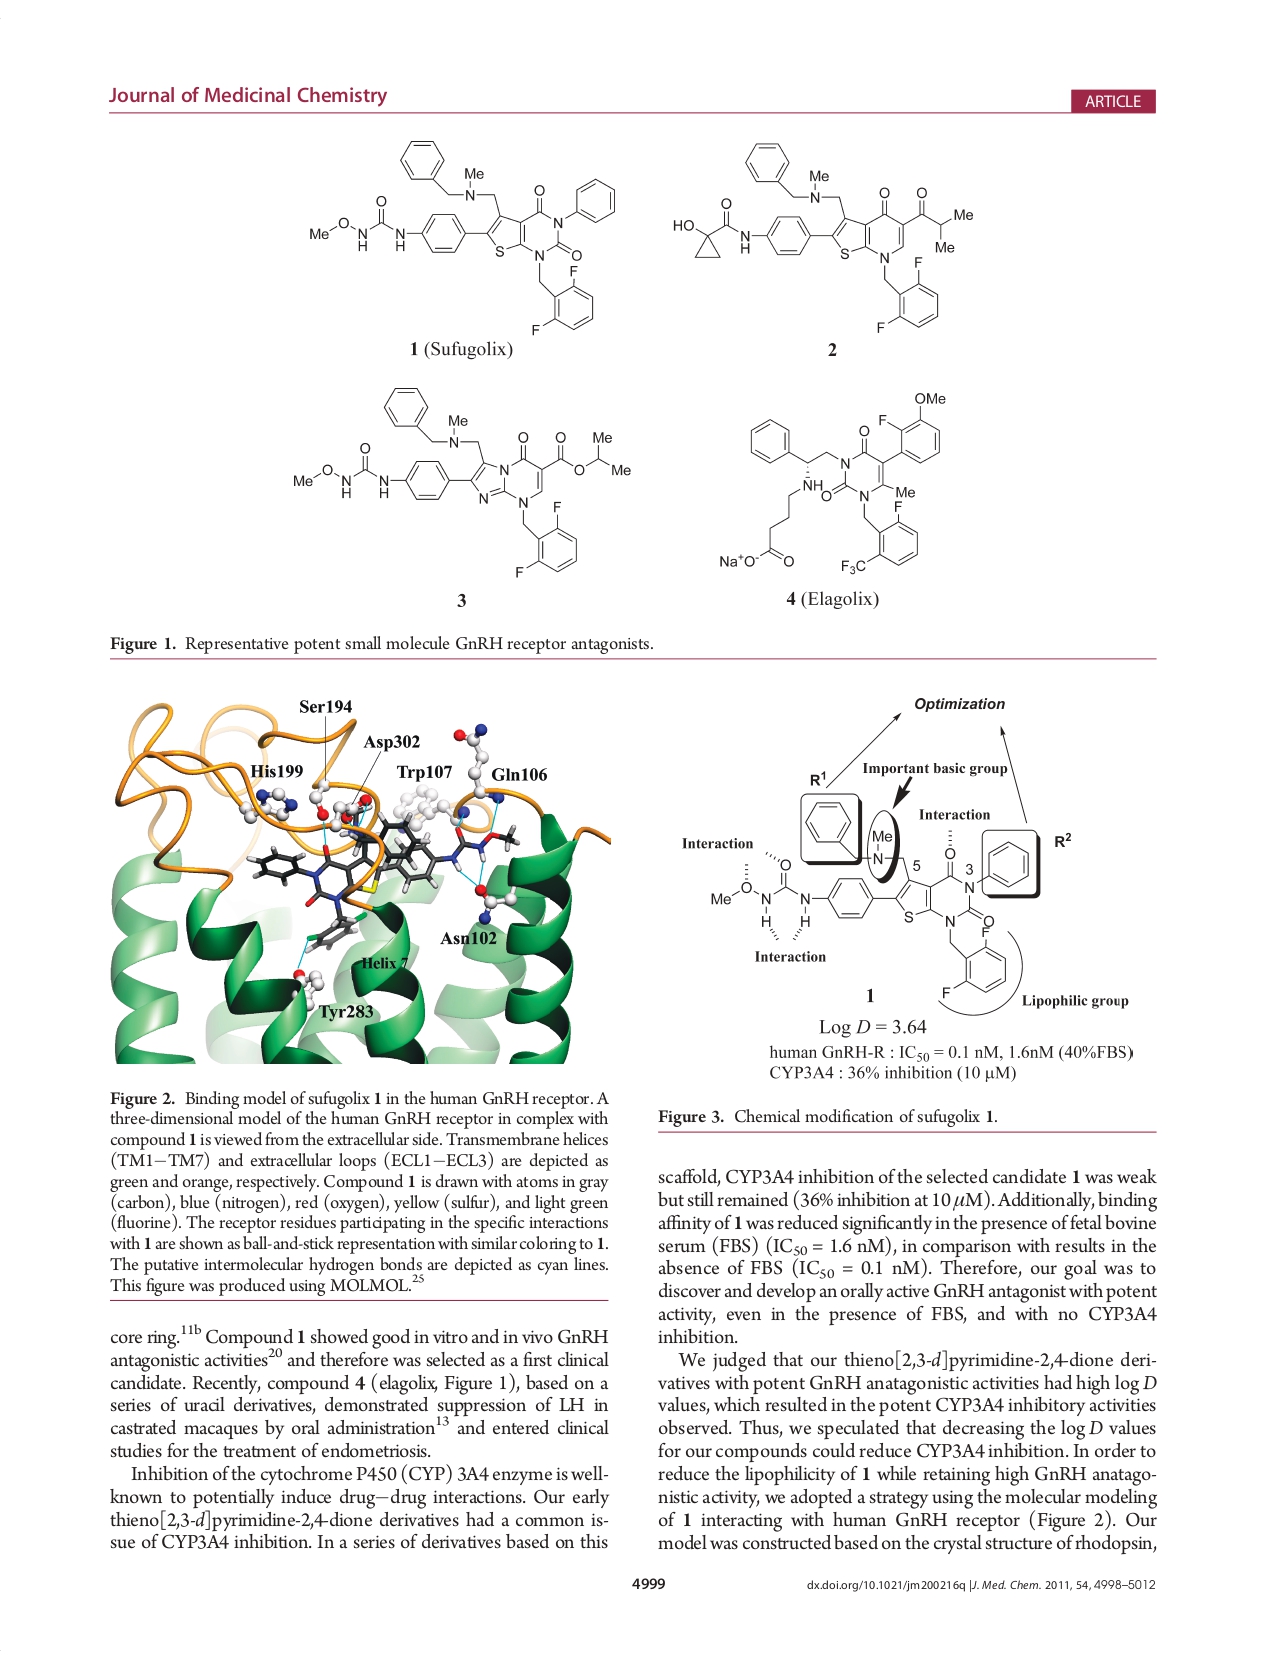 Journal of Medicinal Chemistry
ARTICLE
Me
N
O
O
Me
O
N
H
N
H
S
N
N
O
F
F
1 (Sufugolix)
Me
N
O
O
O
HO
N
H
Me
Me
S
N
F
F
2
Me
N
O
O
Me
O
Me
O
Me
O
N
H
N
H
N
N
N
F
F
3
OMe
F
O
N
NH
O
N
Me
F
Na+O-
O
F3C
4 (Elagolix)
Figure 1. Representative potent small molecule GnRH receptor antagonists.
Ser194
Asp302
His199
Trp107
Gln106
Asn102
Helix 7
Tyr283
Figure 2. Binding model of sufugolix 1 in the human GnRH receptor. A
three-dimensional model of the human GnRH receptor in complex with
compound 1 is viewed from the extracellular side. Transmembrane helices
(TM1−TM7) and extracellular loops (ECL1−ECL3) are depicted as
green and orange, respectively. Compound 1 is drawn with atoms in gray
(carbon), blue (nitrogen), red (oxygen), yellow (sulfur), and light green
(fluorine). The receptor residues participating in the specific interactions
with 1 are shown as ball-and-stick representation with similar coloring to 1.
The putative intermolecular hydrogen bonds are depicted as cyan lines.
This figure was produced using MOLMOL.25
core ring.11b Compound 1 showed good in vitro and in vivo GnRH
antagonistic activities20 and therefore was selected as a first clinical
candidate. Recently, compound 4 (elagolix, Figure 1), based on a
series of uracil derivatives, demonstrated suppression of LH in
castrated macaques by oral administration13 and entered clinical
studies for the treatment of endometriosis.
Inhibition of the cytochrome P450 (CYP) 3A4 enzyme is well-
known to potentially induce drug−drug interactions. Our early
thieno[2,3-d]pyrimidine-2,4-dione derivatives had a common is-
sue of CYP3A4 inhibition. In a series of derivatives based on this
Optimization
R1
Important basic group
Interaction
R2
Interaction
Me
N
5
O
3
O
Me
O
N
H
N
H
S
N
N
O
F
F
Interaction
Lipophilic group
1
Log D = 3.64
human GnRH-R : IC50 = 0.1 nM, 1.6nM (40%FBS)
CYP3A4 : 36% inhibition (10 μM)
Figure 3. Chemical modification of sufugolix 1.
scaffold, CYP3A4 inhibition of the selected candidate 1 was weak
but still remained (36% inhibition at 10 μM). Additionally, binding
affinity of 1 was reduced significantly in the presence of fetal bovine
serum (FBS) (IC50 = 1.6 nM), in comparison with results in the
absence of FBS (IC50 = 0.1 nM). Therefore, our goal was to
discover and develop an orally active GnRH antagonist with potent
activity, even in the presence of FBS, and with no CYP3A4
inhibition.
We judged that our thieno[2,3-d]pyrimidine-2,4-dione deri-
vatives with potent GnRH anatagonistic activities had high log D
values, which resulted in the potent CYP3A4 inhibitory activities
observed. Thus, we speculated that decreasing the log D values
for our compounds could reduce CYP3A4 inhibition. In order to
reduce the lipophilicity of 1 while retaining high GnRH anatago-
nistic activity, we adopted a strategy using the molecular modeling
of 1 interacting with human GnRH receptor (Figure 2). Our
model was constructed based on the crystal structure of rhodopsin,
4999
dx.doi.org/10.1021/jm200216q |J. Med. Chem. 2011, 54, 4998–5012